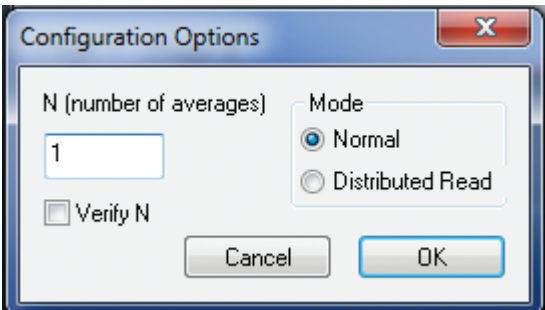 Configuration Options
N (number of averages)
1
Verify N
Mode
Normal
Distributed Read
Cancel
OK